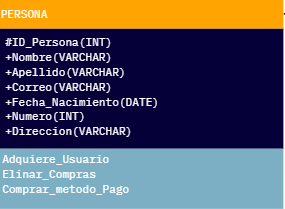 PERSONA
#ID_Persona(INT)
+Nombre(VARCHAR)
+Apellido(VARCHAR)
+Correo(VARCHAR)
+Fecha_Nacimiento(DATE)
+Numero(INT)
+Direccion(VARCHAR)
Adquiere_Usuario
Elinar_Compras
Comprar_metodo_Pago